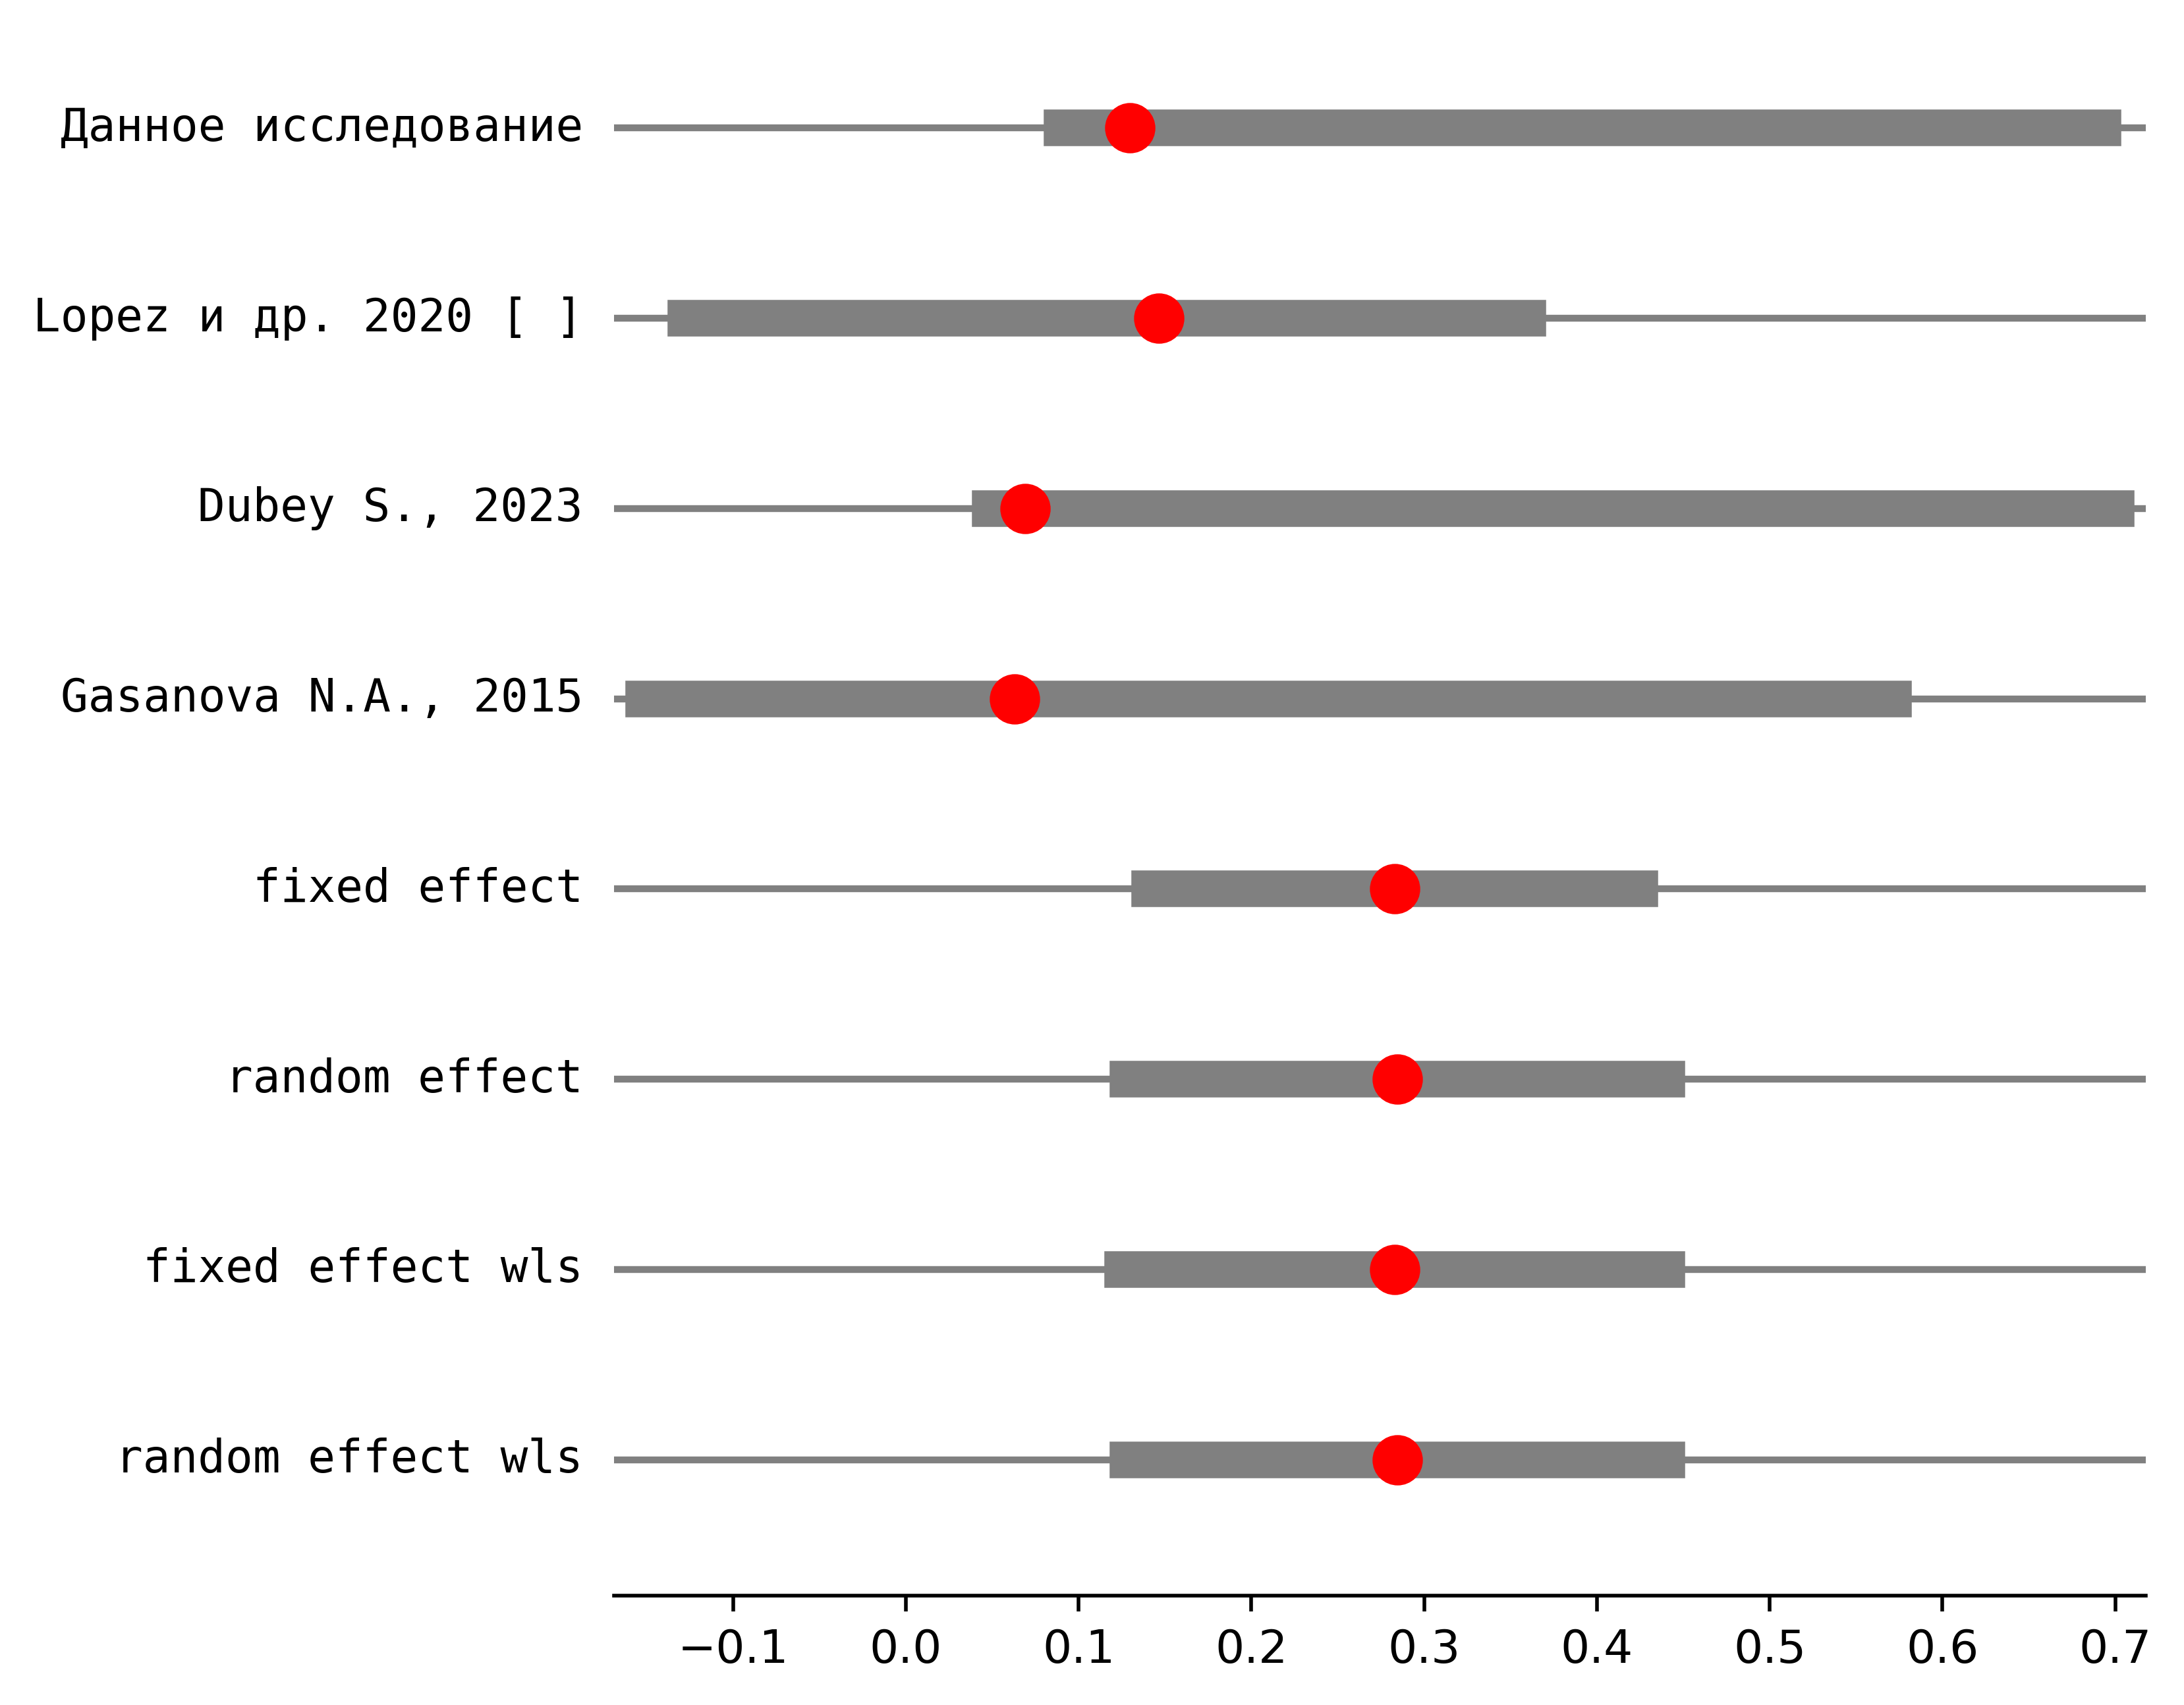 Данное исследование
Lopez и др. 2020 [ ]
Dubey S., 2023
Gasanova N.A., 2015
fixed effect
random effect
fixed effect wls
random effect wls
−0.1 0.0 0.1 0.2 0.3 0.4 0.5 0.6 0.7